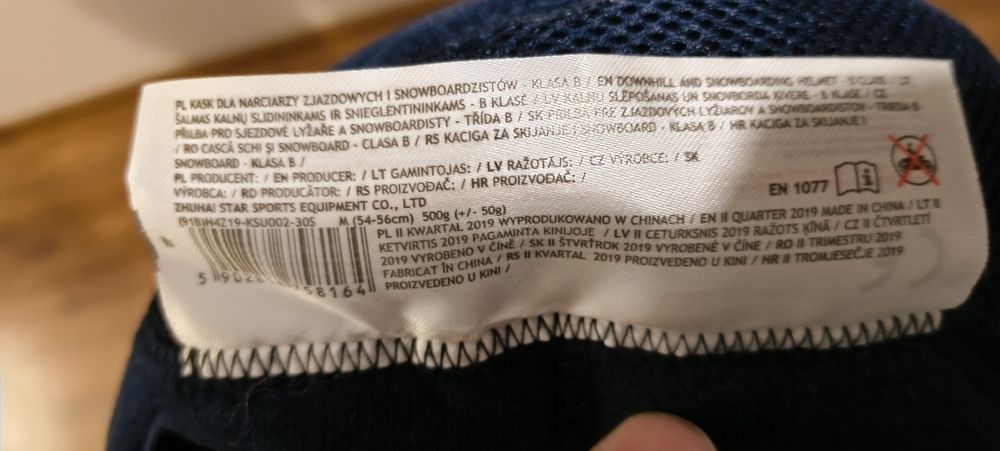 PL KASK DLA NARCIARZY ZJAZDOWYCH I SNOWBOARDZISTÓW - KLASA B / EN DOWNHILL AND SNOWBOARDING HELMET - B CLASS / LT
ŠALMAS KALNŲ SLIDININKAMS IR SNIEGLENTININKAMS - B KLASĖ / LV KALNU SLĒPOŠANAS UN SNOVBORDA ĶIVERE - B KLASE / CZ
PŘILBA PRO SJEZDOVÉ LYŽAŘE A SNOWBOARDISTY - TŘÍDA B / SK PRILBA PRE ZJAZDOVÝCH LYŽIAROV A SNOWBOARDISTOV - TRIEDA B
/ RO CASCĂ SCHI ȘI SNOWBOARD - CLASA B / RS KACIGA ZA SKIJANJE I SNOWBOARD - KLASA B / HR KACIGA ZA SKIJANJE I
SNOWBOARD - KLASA B /
PL PRODUCENT: / EN PRODUCER: / LT GAMINTOJAS: / LV RAŽOTĀJS: / CZ VÝROBCE: / SK
VÝROBCA: / RO PRODUCĂTOR: / RS PROIZVOĐAČ: / HR PROIZVOĐAČ: /
ZHUHAI STAR SPORTS EQUIPMENT CO., LTD
EN 1077
(91BIH4Z19-KSU002-30S M (54-56cm) 500g (+/- 50g)
PL II KWARTAL 2019 WYPRODUKOWANO W CHINACH / EN II QUARTER 2019 MADE IN CHINA / LT II
KETVIRTIS 2019 PAGAMINTA KINIJOJE / LV II CETURKSNIS 2019 RAŽOTS ĶĪNĀ / CZ II ČTVRTLETÍ
2019 VYROBENO V ČÍNĚ / SK II ŠTVRŤROK 2019 VYROBENÉ V ČÍNE / RO II TRIMESTRU 2019
FABRICAT ÎN CHINA / RS II KVARTAL 2019 PROIZVEDENO U KINI / HR II TROMJESEČJE 2019
PROIZVEDENO U KINI /